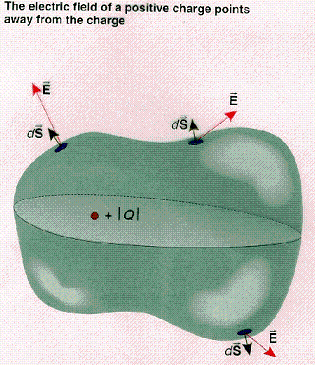 The electric field of a positive charge points
away from the charge
E⃗
dS⃗
dS⃗
E⃗
+ |Q|
E⃗
dS⃗